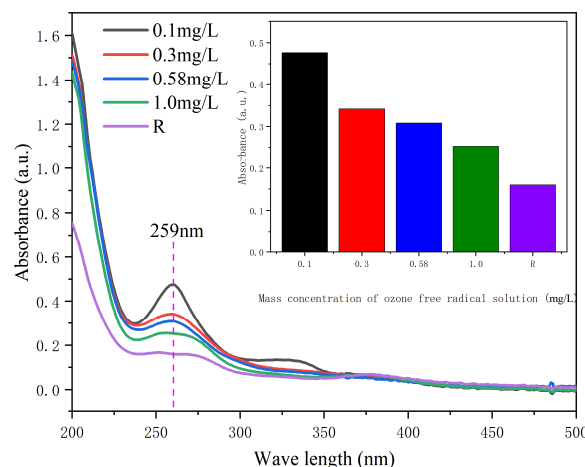 0.1mg/L
0.3mg/L
0.58mg/L
1.0mg/L
R
259nm
Absorbance (a.u.)
1.6
1.4
1.2
1.0
0.8
0.6
0.4
0.2
0.0
200
250
300
350
400
450
500
Wave length (nm)
Absorbance (a.u.)
0.5
0.4
0.3
0.2
0.1
0.0
0.1
0.3
0.58
1.0
R
Mass concentration of ozone free radical solution (mg/L)